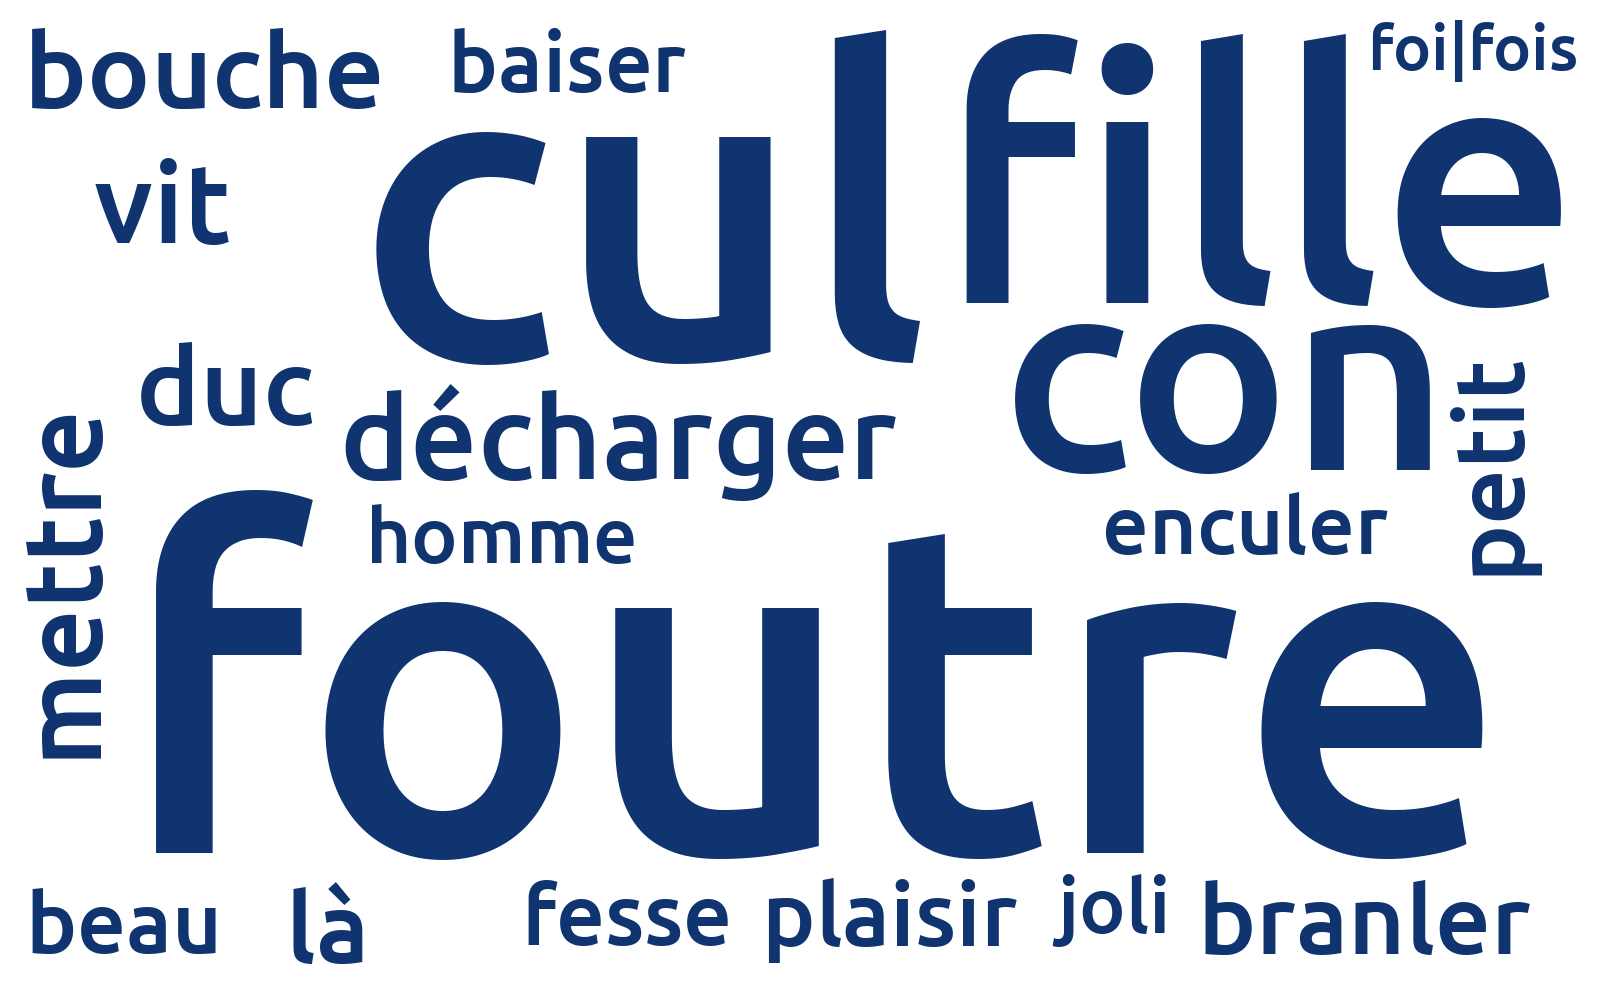 bouche
baiser
cul
fille
foi|fois
vit
duc
décharger
con
petit
mettre
homme
enculer
foutre
beau
là
fesse
plaisir
joli
branler